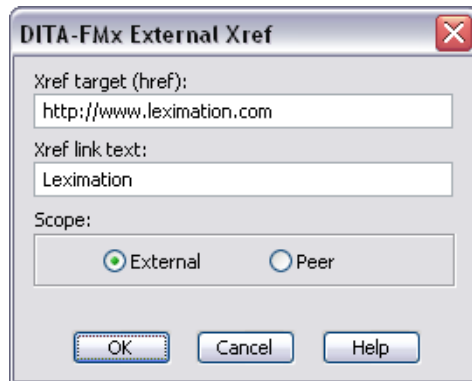 DITA-FMx External Xref
Xref target (href):
http://www.leximation.com
Xref link text:
Leximation
Scope:
External Peer
OK Cancel Help